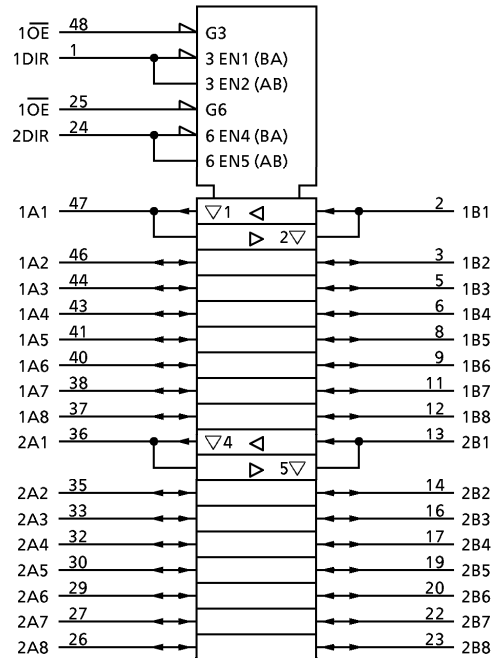 1OE 48 G3
1DIR 1 3 EN1 (BA)
3 EN2 (AB)
1OE 25 G6
2DIR 24 6 EN4 (BA)
6 EN5 (AB)
1A1 47 ▽1 ◁ 2 1B1
▷ 2▽
1A2 46 3 1B2
1A3 44 5 1B3
1A4 43 6 1B4
1A5 41 8 1B5
1A6 40 9 1B6
1A7 38 11 1B7
1A8 37 12 1B8
2A1 36 ▽4 ◁ 13 2B1
▷ 5▽
2A2 35 14 2B2
2A3 33 16 2B3
2A4 32 17 2B4
2A5 30 19 2B5
2A6 29 20 2B6
2A7 27 22 2B7
2A8 26 23 2B8